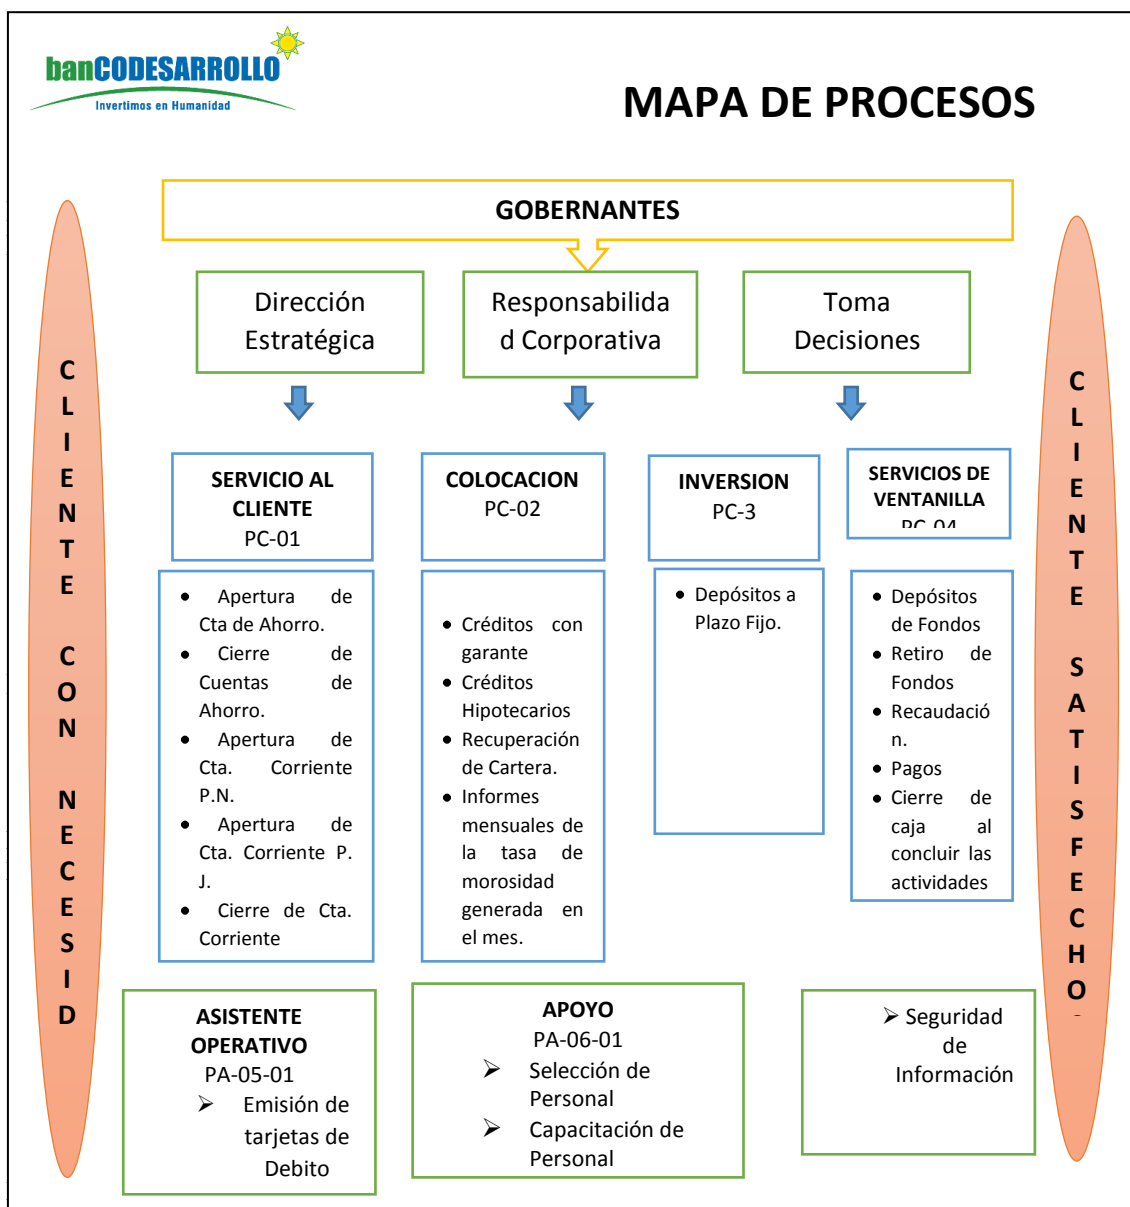 banCODESARROLLO
Invertimos en Humanidad
MAPA DE PROCESOS
GOBERNANTES
Dirección
Estratégica
Responsabilida
d Corporativa
Toma
Decisiones
CLIENTE CON NECESID
SERVICIO AL
CLIENTE
PC-01
COLOCACION
PC-02
INVERSION
PC-3
SERVICIOS DE
VENTANILLA
PC-04
• Apertura de
Cta de Ahorro.
• Cierre de
Cuentas de
Ahorro.
• Apertura de
Cta. Corriente
P.N.
• Apertura de
Cta. Corriente P.
J.
• Cierre de Cta.
Corriente
• Créditos con
garante
• Créditos
Hipotecarios
• Recuperación
de Cartera.
• Informes
mensuales de
la tasa de
morosidad
generada en
el mes.
• Depósitos a
Plazo Fijo.
• Depósitos
de Fondos
• Retiro de
Fondos
• Recaudació
n.
• Pagos
• Cierre de
caja al
concluir las
actividades
CLIENTE SATISFECHO
ASISTENTE
OPERATIVO
PA-05-01
➢ Emisión de
tarjetas de
Debito
APOYO
PA-06-01
➢ Selección de
Personal
➢ Capacitación de
Personal
➢ Seguridad
de
Información